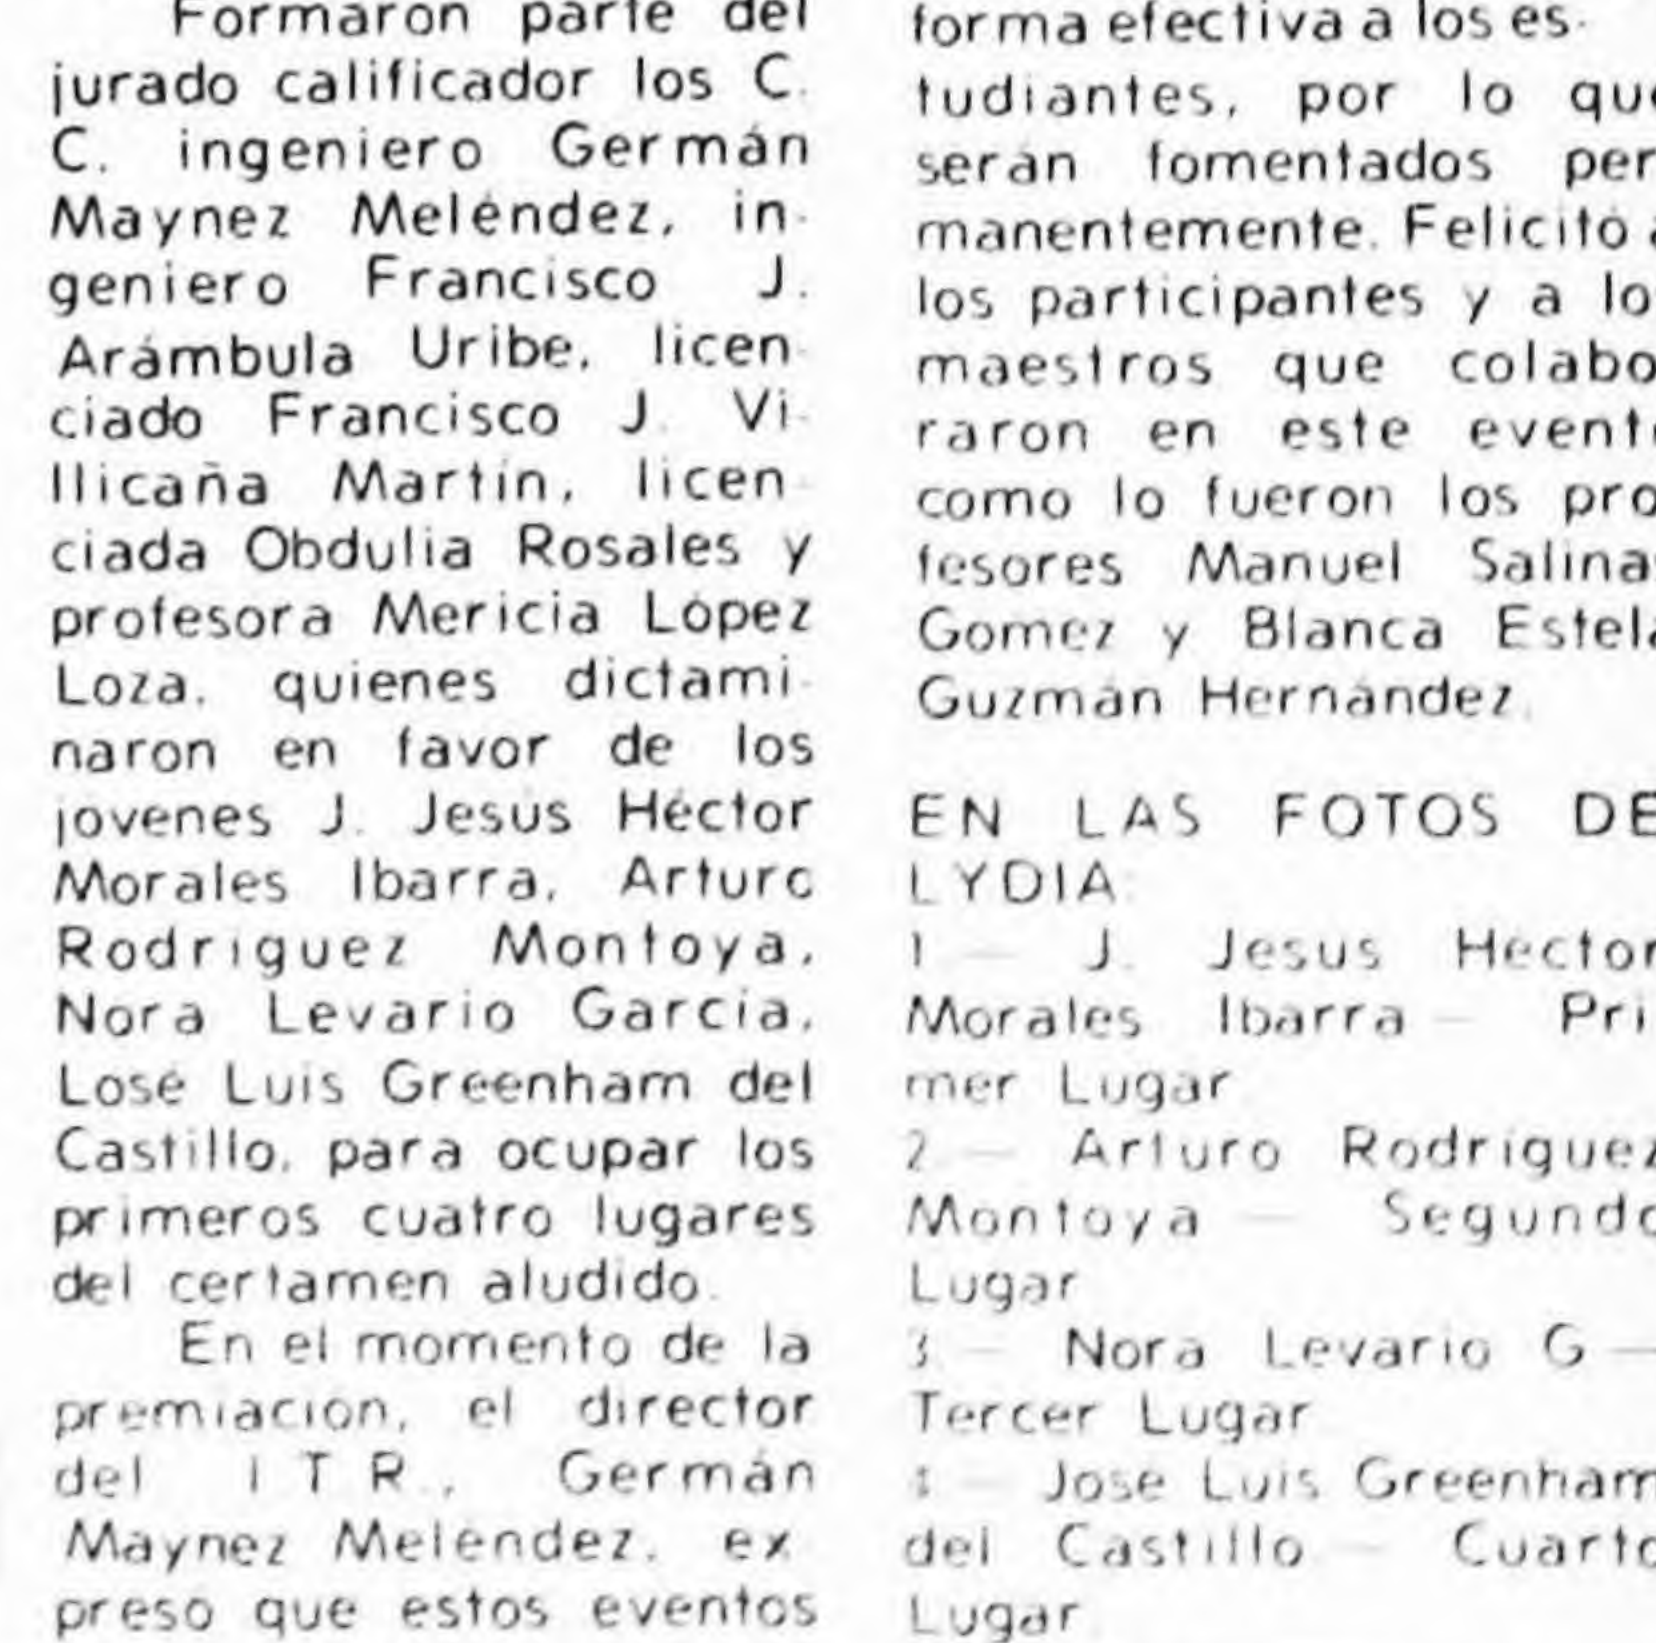 Formaron parte del
jurado calificador los C.
C. ingeniero Germán
Maynez Meléndez, in-
geniero Francisco J.
Arámbula Uribe, licen-
ciado Francisco J. Vi-
llicaña Martín, licen-
ciada Obdulia Rosales y
profesora Mericia López
Loza, quienes dictami-
naron en favor de los
jovenes J. Jesús Héctor
Morales Ibarra, Arturo
Rodríguez Montoya,
Nora Levario García,
Losé Luis Greenham del
Castillo, para ocupar los
primeros cuatro lugares
del certamen aludido.
En el momento de la
premiación, el director
del I T R., Germán
Maynez Meléndez, ex
presó que estos eventos
forma efectiva a los es-
tudiantes, por lo que
serán fomentados per
manentemente. Felicitó a
los participantes y a lo
maestros que colabo
raron en este evento
como lo fueron los pro
fesores Manuel Salinas
Gomez y Blanca Estela
Guzmán Hernández.
EN LAS FOTOS DE
LYDIA:
1 — J. Jesus Hector
Morales Ibarra — Pri
mer Lugar
2 — Arturo Rodriguez
Montoya — Segundo
Lugar
3 — Nora Levario G —
Tercer Lugar
4 — Jose Luis Greenham
del Castillo — Cuarto
Lugar